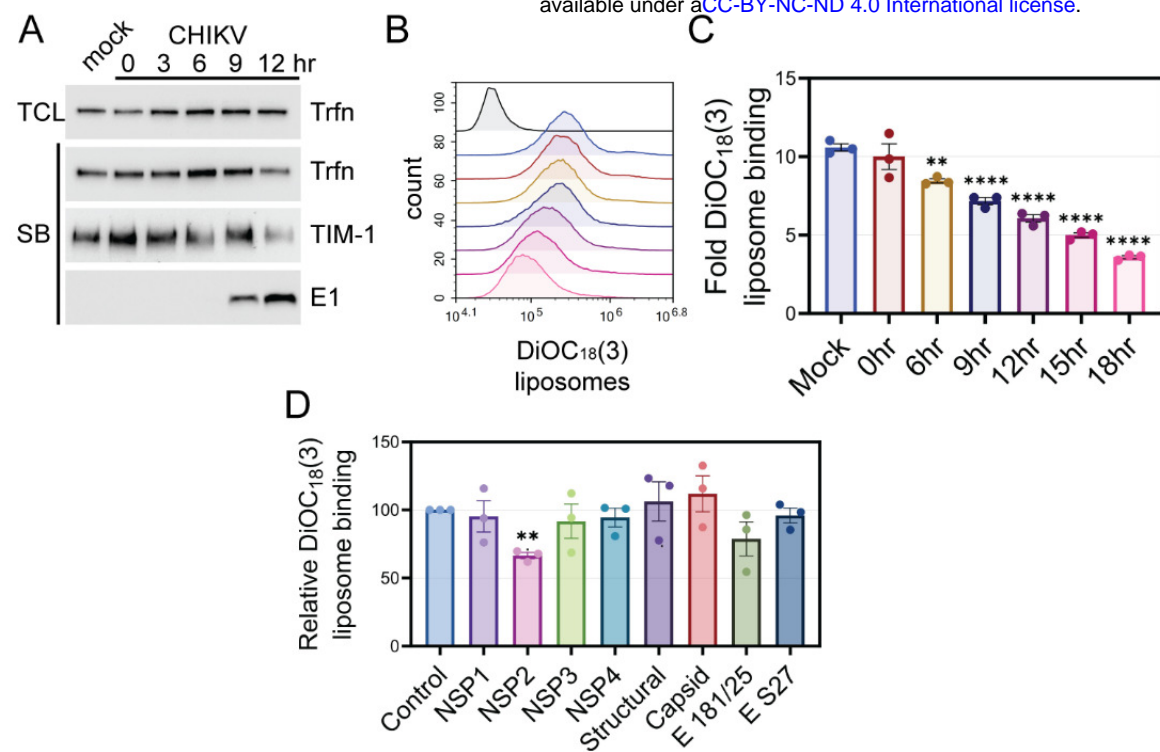 available under aCC-BY-NC-ND 4.0 International license.
A
mock
CHIKV
0 3 6 9 12 hr
TCL
Trfn
Trfn
SB
TIM-1
E1
B
count
100
80
60
40
20
0
10^4.1 10^5 10^6 10^6.8
DiOC18(3)
liposomes
C
Fold DiOC18(3)
liposome binding
15
10
5
0
** **** **** **** ****
Mock 0hr 6hr 9hr 12hr 15hr 18hr
D
Relative DiOC18(3)
liposome binding
150
100
50
0
**
Control NSP1 NSP2 NSP3 NSP4 Structural Capsid E 181/25 E S27